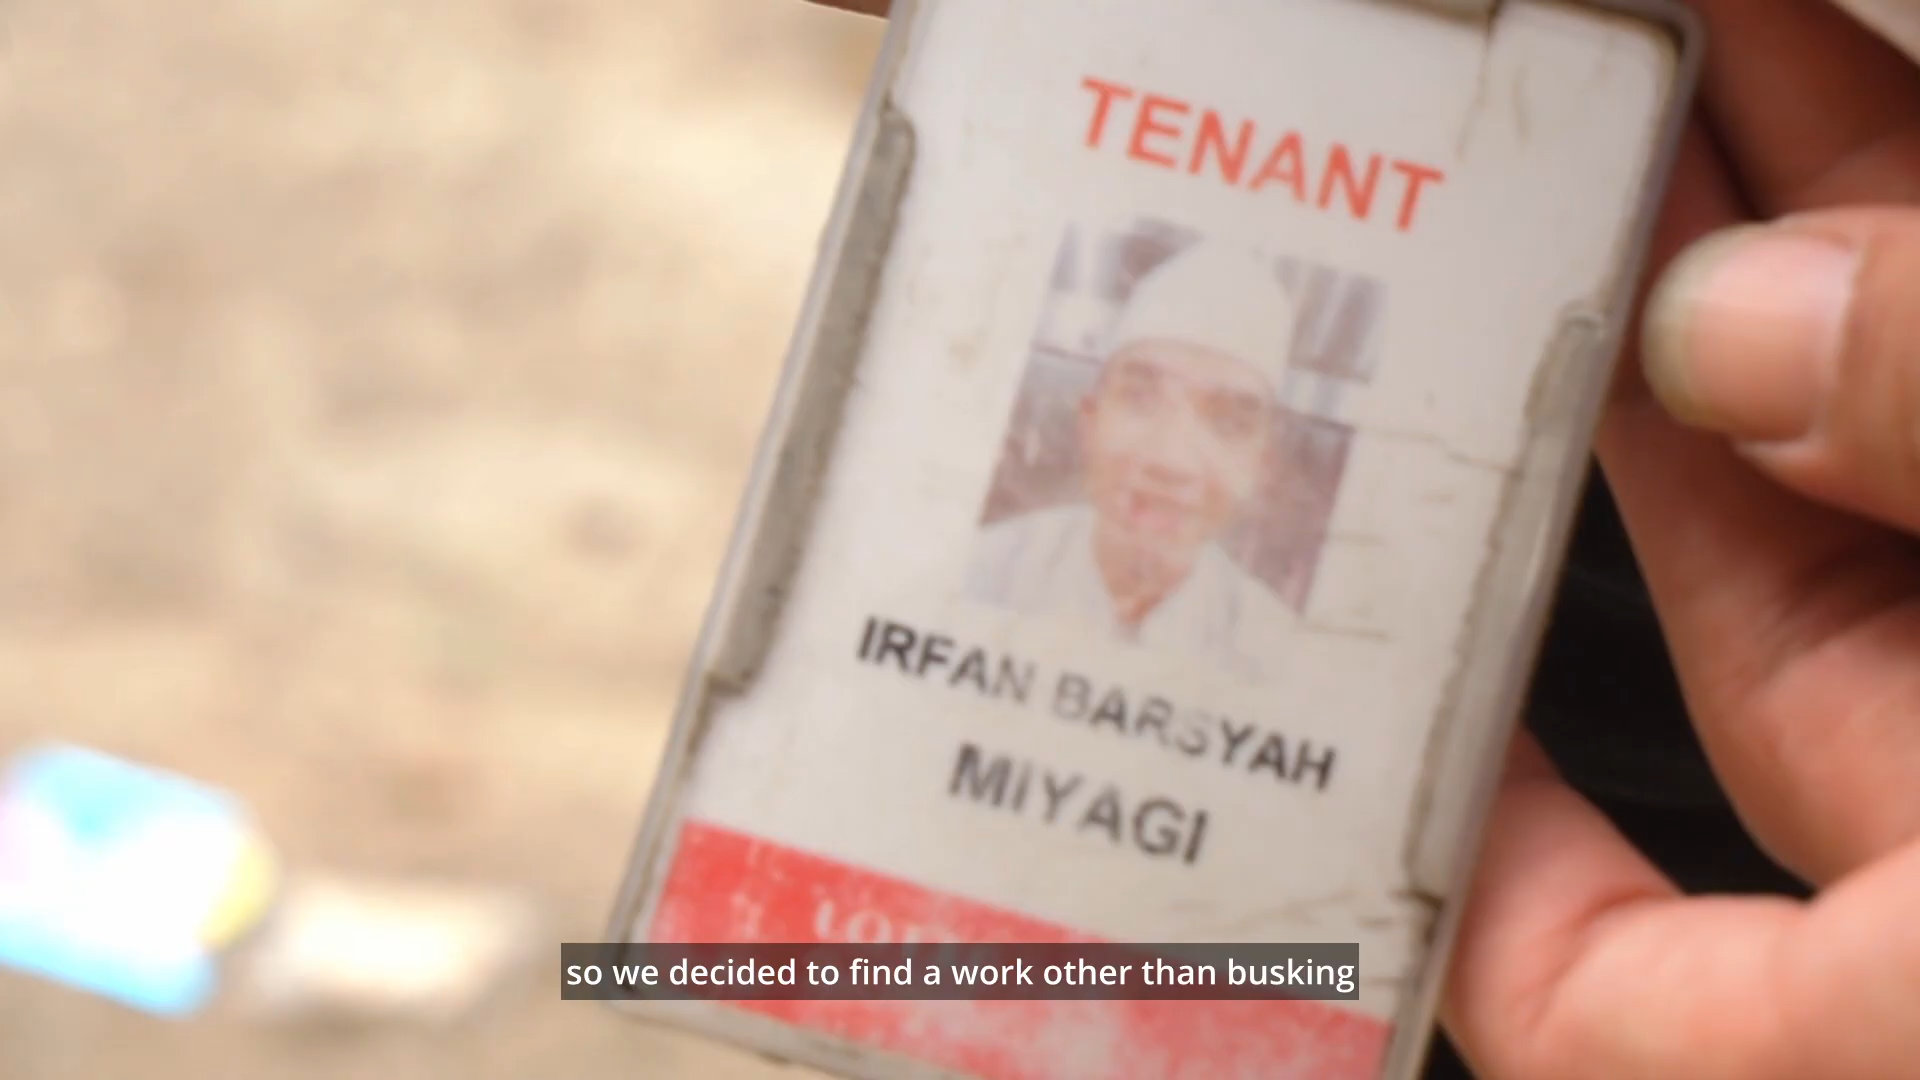 TENANT
IRFAN BARSYAH
MIYAGI
so we decided to find a work other than busking